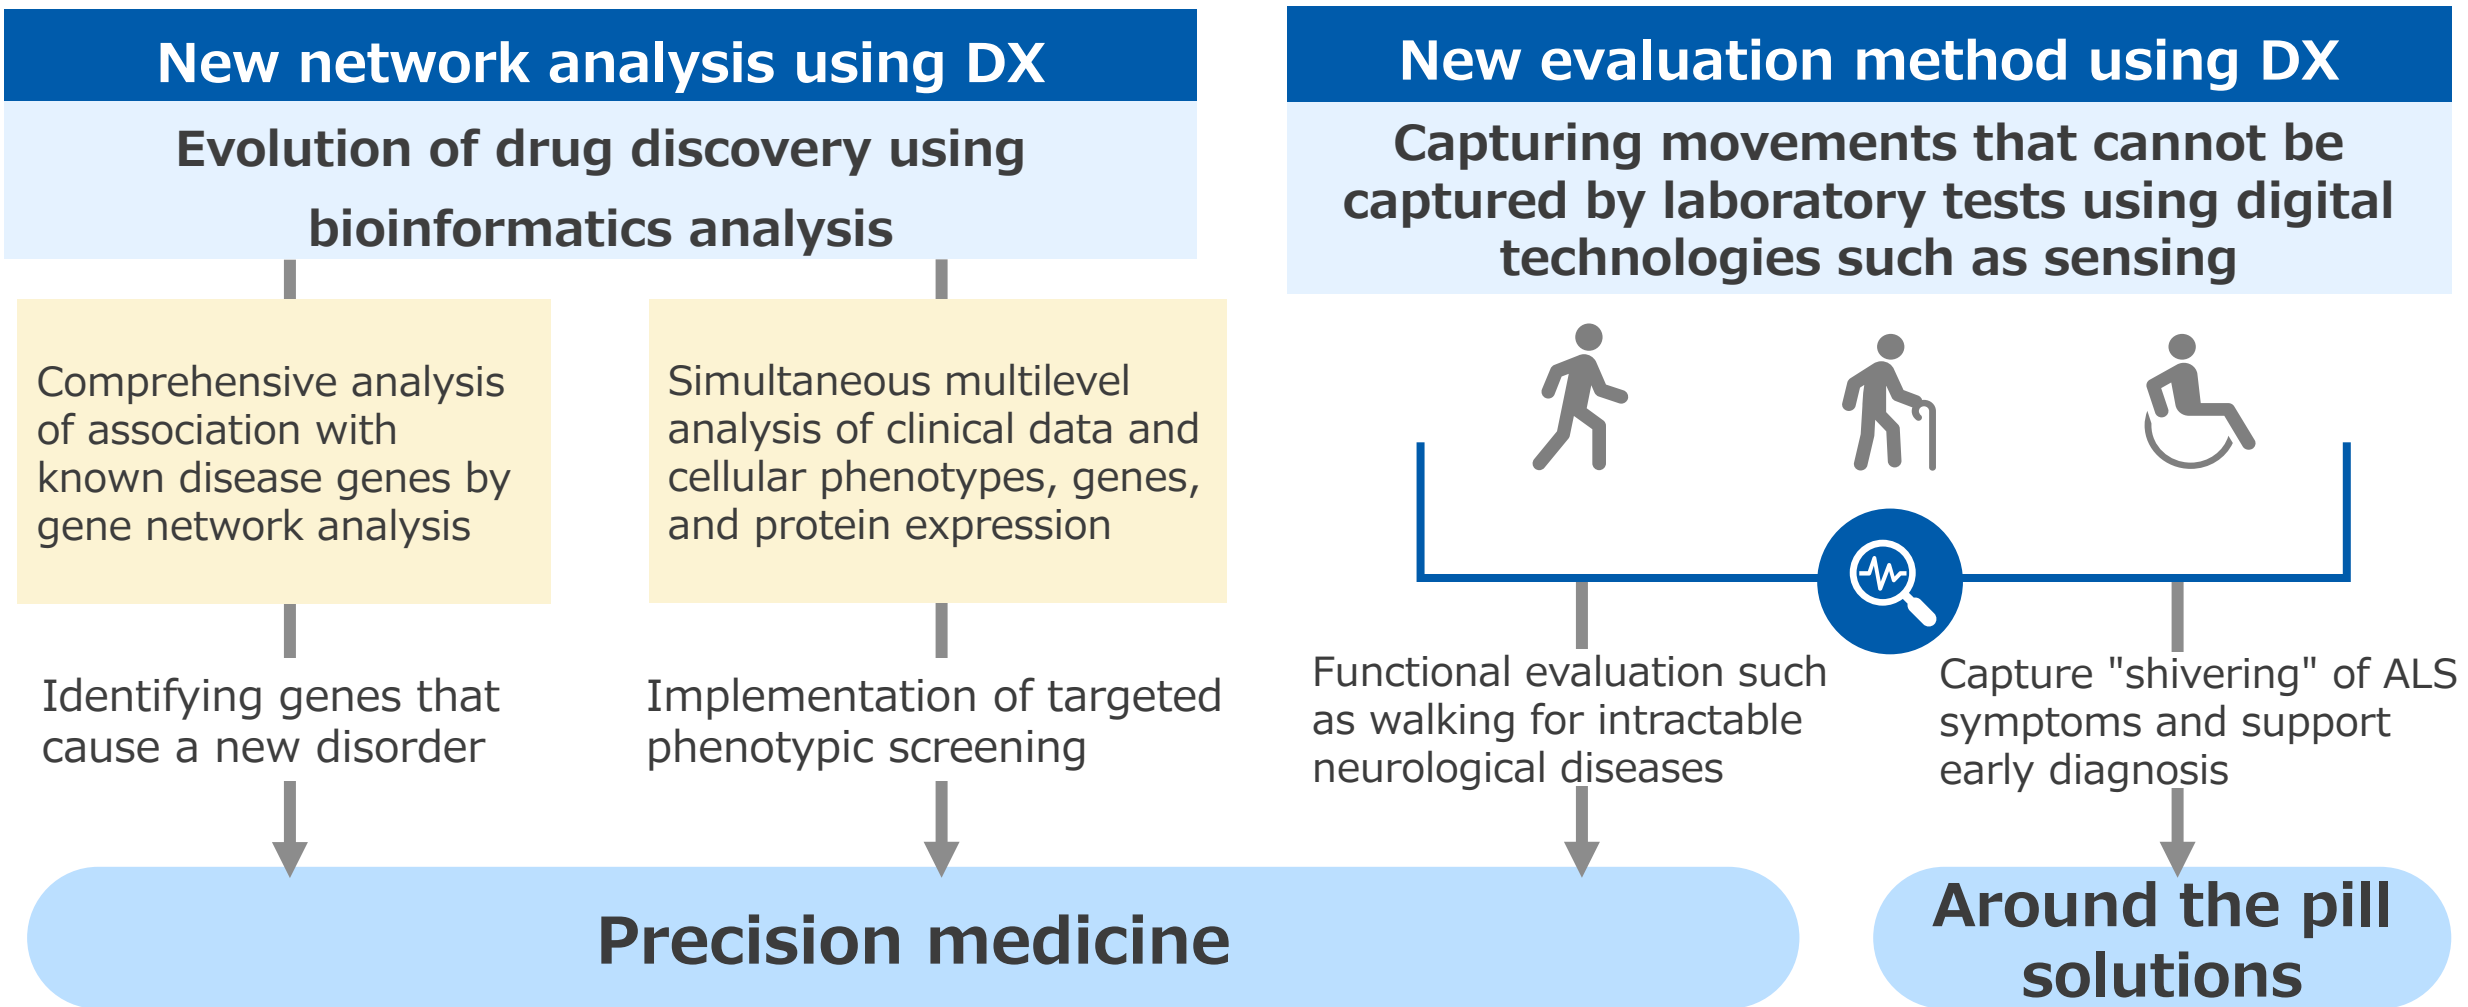 New network analysis using DX
Evolution of drug discovery using
bioinformatics analysis
Comprehensive analysis
of association with
known disease genes by
gene network analysis
Simultaneous multilevel
analysis of clinical data and
cellular phenotypes, genes,
and protein expression
Identifying genes that
cause a new disorder
Implementation of targeted
phenotypic screening
New evaluation method using DX
Capturing movements that cannot be
captured by laboratory tests using digital
technologies such as sensing
Functional evaluation such
as walking for intractable
neurological diseases
Capture "shivering" of ALS
symptoms and support
early diagnosis
Precision medicine
Around the pill
solutions